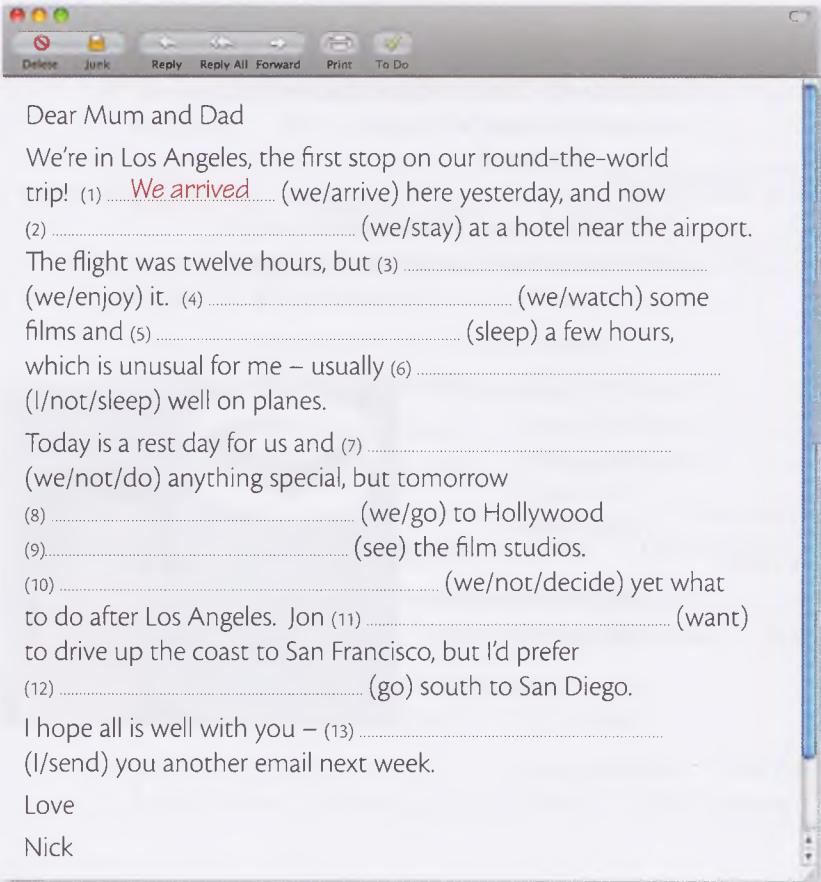 Delete Junk Reply Reply All Forward Print To Do
Dear Mum and Dad
We're in Los Angeles, the first stop on our round-the-world
trip! (1) We arrived (we/arrive) here yesterday, and now
(2) (we/stay) at a hotel near the airport.
The flight was twelve hours, but (3)
(we/enjoy) it. (4) (we/watch) some
films and (5) (sleep) a few hours,
which is unusual for me – usually (6)
(I/not/sleep) well on planes.
Today is a rest day for us and (7)
(we/not/do) anything special, but tomorrow
(8) (we/go) to Hollywood
(9) (see) the film studios.
(10) (we/not/decide) yet what
to do after Los Angeles. Jon (11) (want)
to drive up the coast to San Francisco, but I'd prefer
(12) (go) south to San Diego.
I hope all is well with you – (13)
(I/send) you another email next week.
Love
Nick